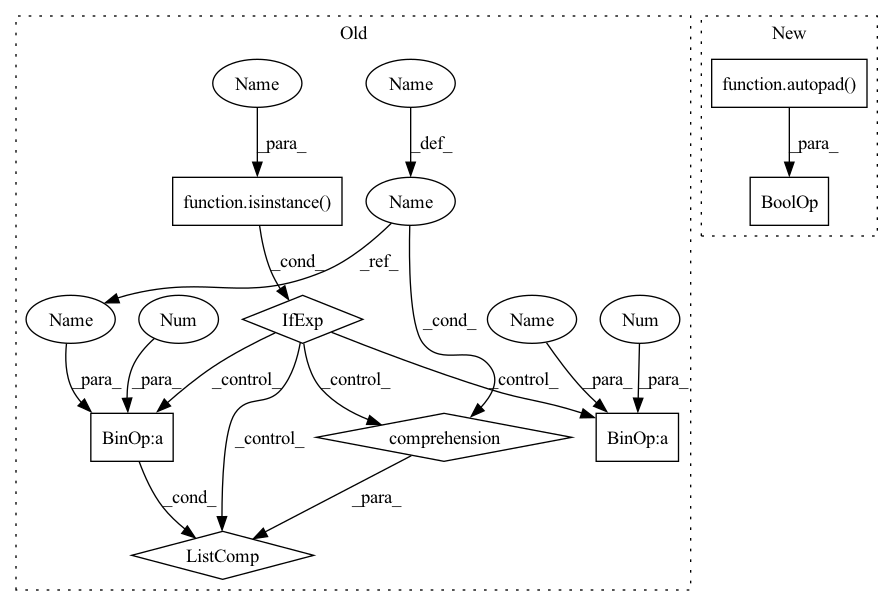 Old
New
Name
Name
function.autopad()
_para_
_def_
_para_
function.isinstance()
Name
BoolOp
_cond_
_ref_
Name
Num
IfExp
_cond_
Name
Num
_para_
_para_
_control_
_control_
_control_
_para_
_para_
BinOp:a
_control_
comprehension
BinOp:a
_cond_
_para_
ListComp